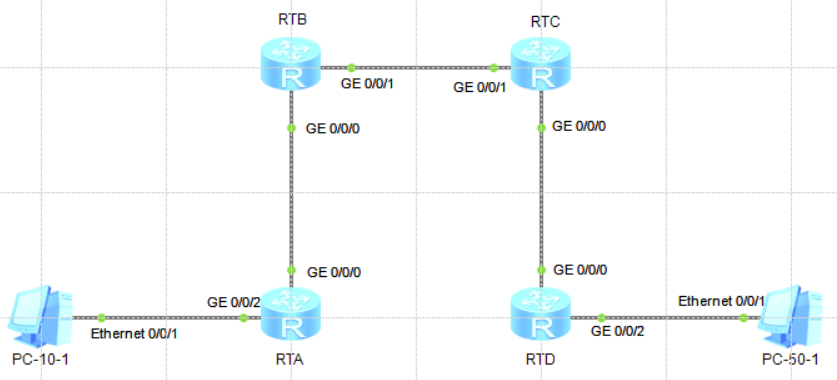 RTB
RTC
GE 0/0/1
GE 0/0/1
GE 0/0/0
GE 0/0/0
GE 0/0/0
GE 0/0/0
GE 0/0/2
Ethernet 0/0/1
Ethernet 0/0/1
GE 0/0/2
PC-10-1
RTA
RTD
PC-50-1
R
R
R
R